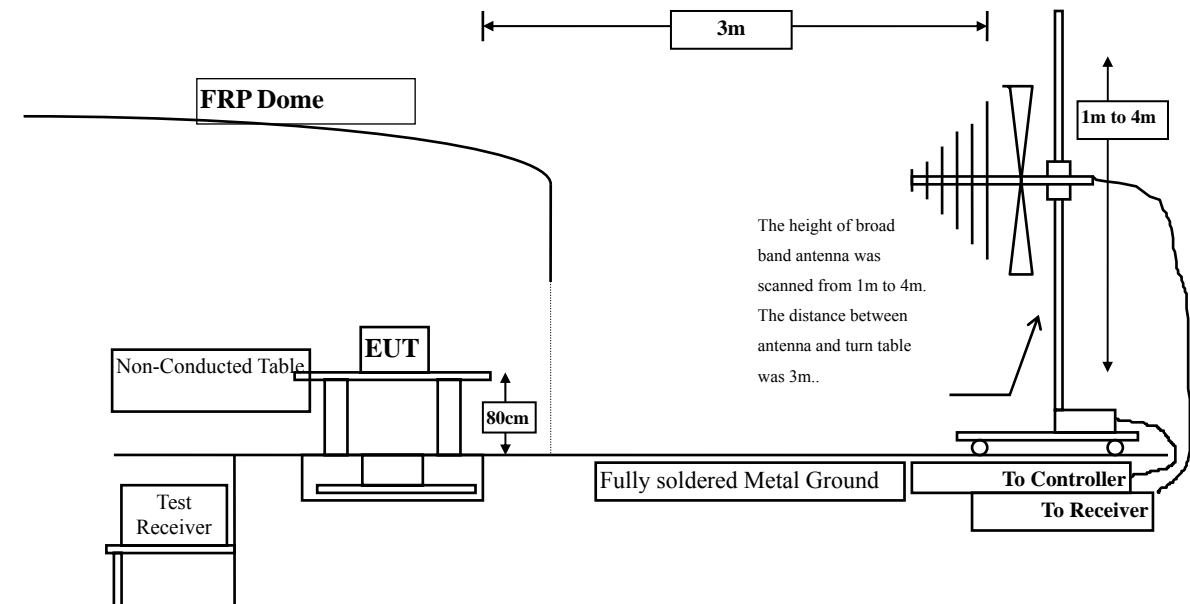 3m
FRP Dome
1m to 4m
The height of broad
band antenna was
scanned from 1m to 4m.
The distance between
antenna and turn table
was 3m..
EUT
Non-Conducted Table
80cm
Fully soldered Metal Ground
To Controller
To Receiver
Test
Receiver